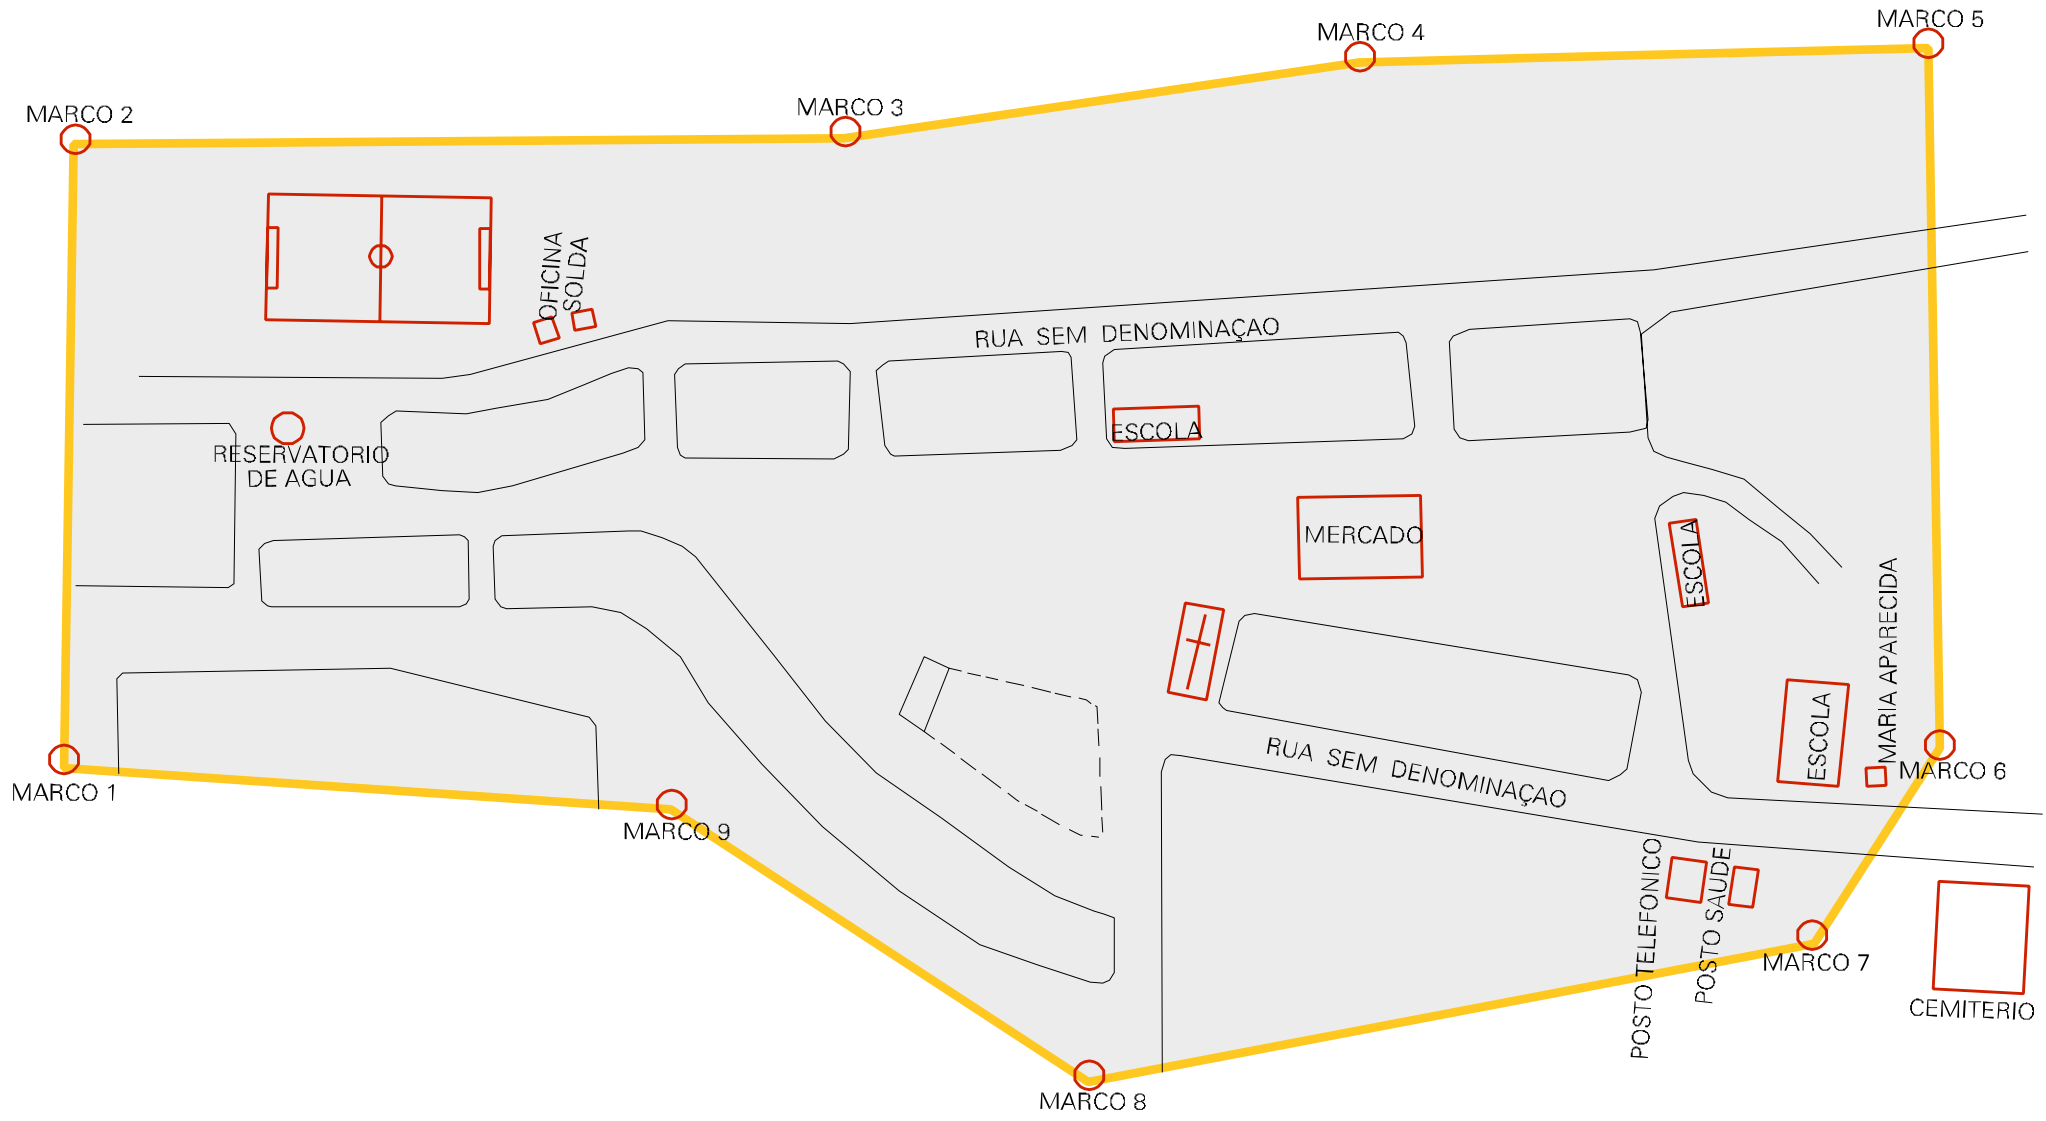 MARCO 5
MARCO 4
MARCO 3
MARCO 2
OFICINA
SOLDA
RUA SEM DENOMINAÇAO
ESCOLA
RESERVATORIO
DE AGUA
MERCADO
ESCOLA
MARIA APARECIDA
ESCOLA
MARCO 6
RUA SEM DENOMINAÇAO
MARCO 1
MARCO 9
POSTO TELEFONICO
POSTO SAUDE
MARCO 7
CEMITERIO
MARCO 8